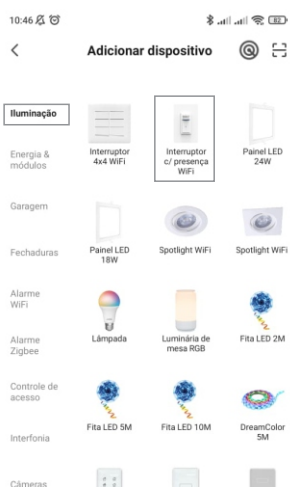 10:46
82
Adicionar dispositivo
Iluminação
Energia &
módulos
Garagem
Fechaduras
Alarme
WiFi
Alarme
Zigbee
Controle de
acesso
Interfonia
Câmeras
Interruptor
4x4 WiFi
Interruptor
c/ presença
WiFi
Painel LED
24W
Painel LED
18W
Spotlight WiFi
Spotlight WiFi
Lâmpada
Luminária de
mesa RGB
Fita LED 2M
Fita LED 5M
Fita LED 10M
DreamColor
5M